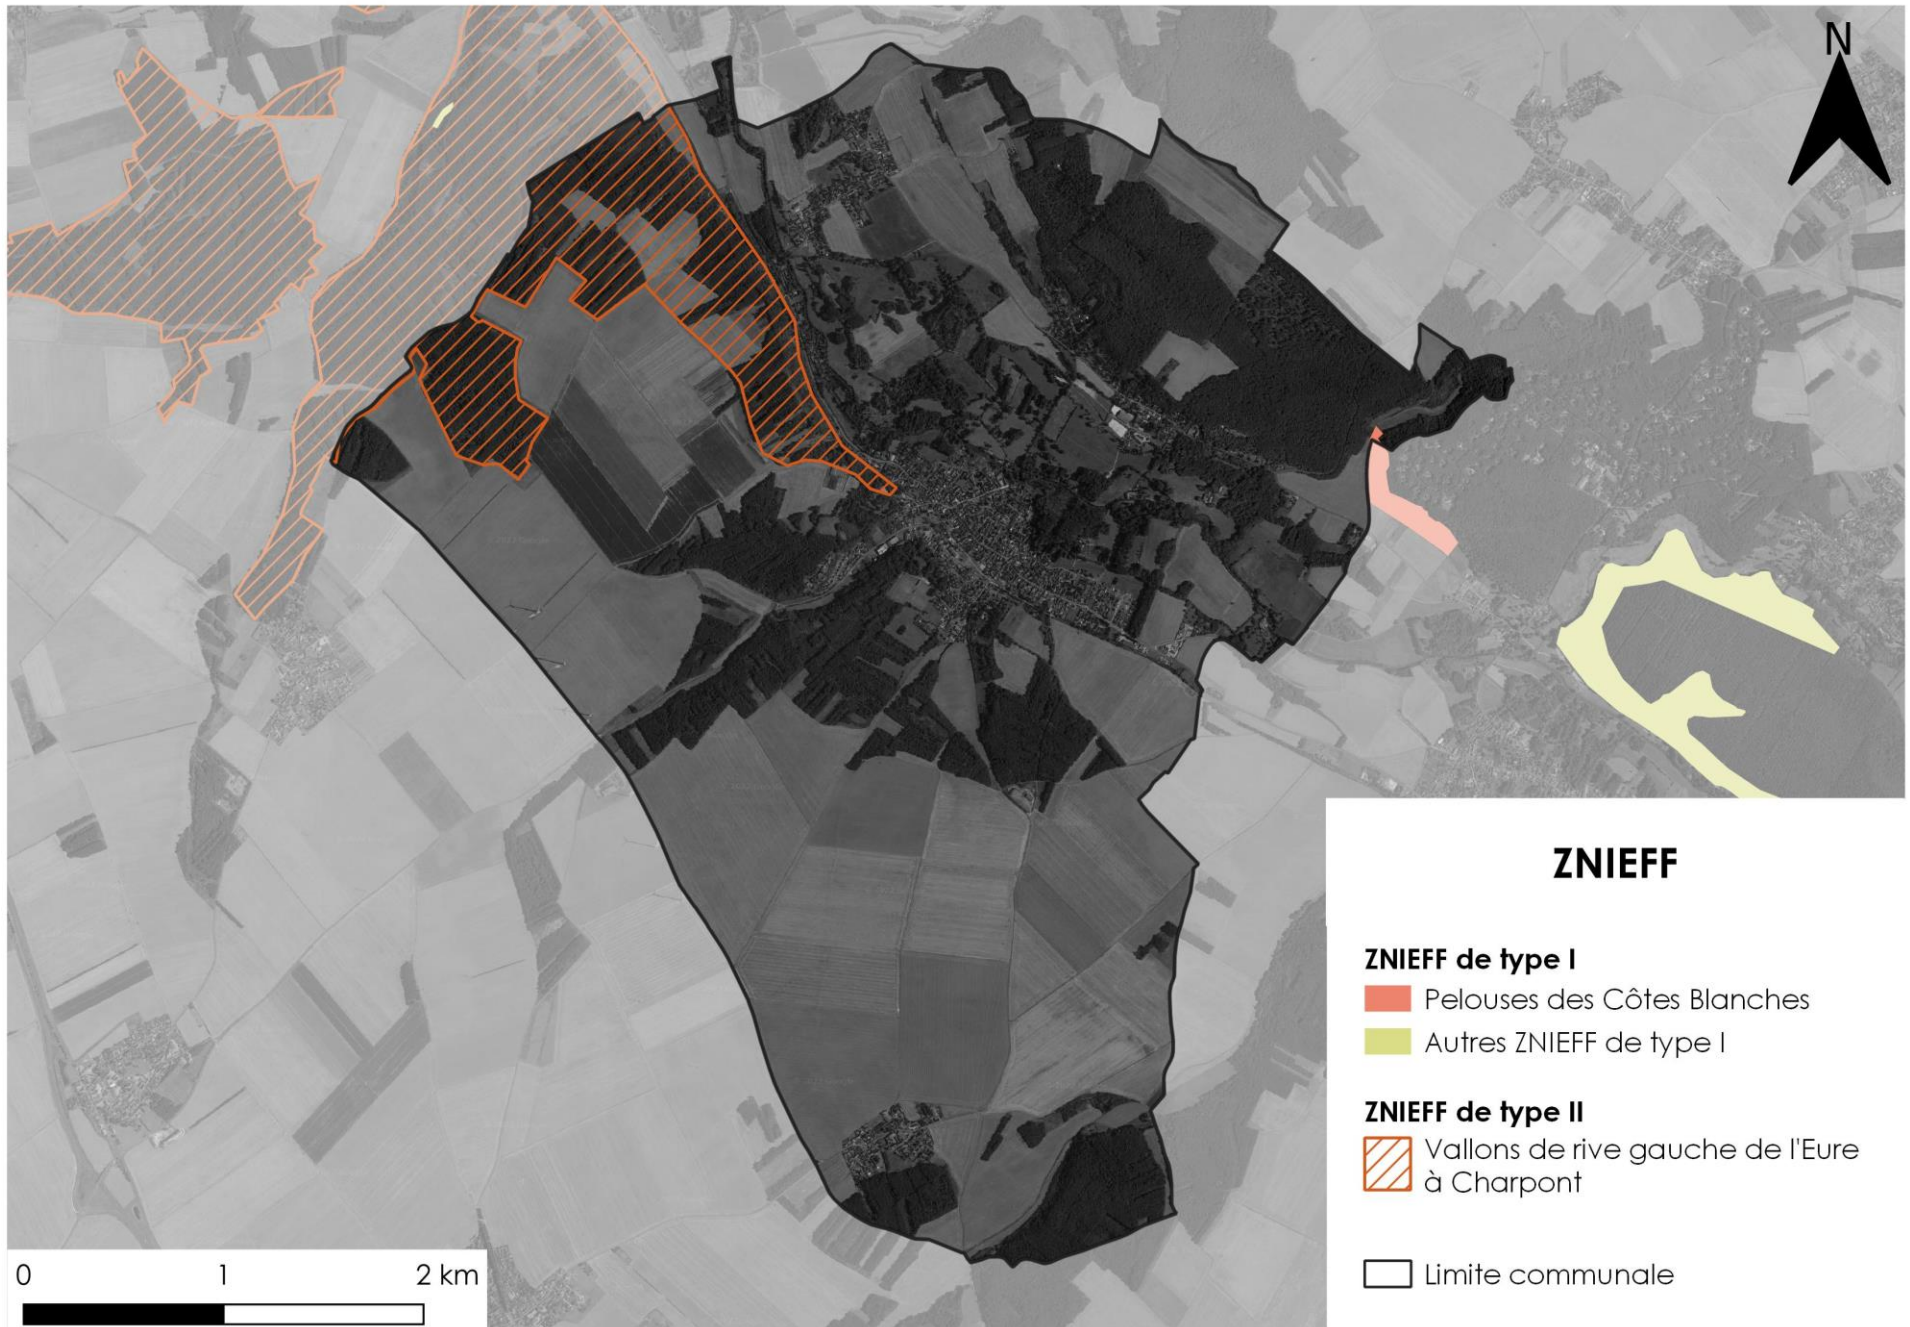 N
ZNIEFF
ZNIEFF de type I
Pelouses des Côtes Blanches
Autres ZNIEFF de type I
ZNIEFF de type II
Vallons de rive gauche de l'Eure
à Charpont
Limite communale
0 1 2 km